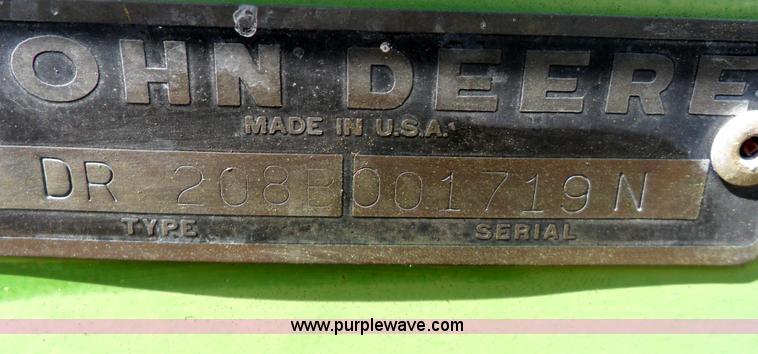 OHN DEERE
MADE IN U.S.A.
DR 208B 001719N
TYPE SERIAL
www.purplewave.com